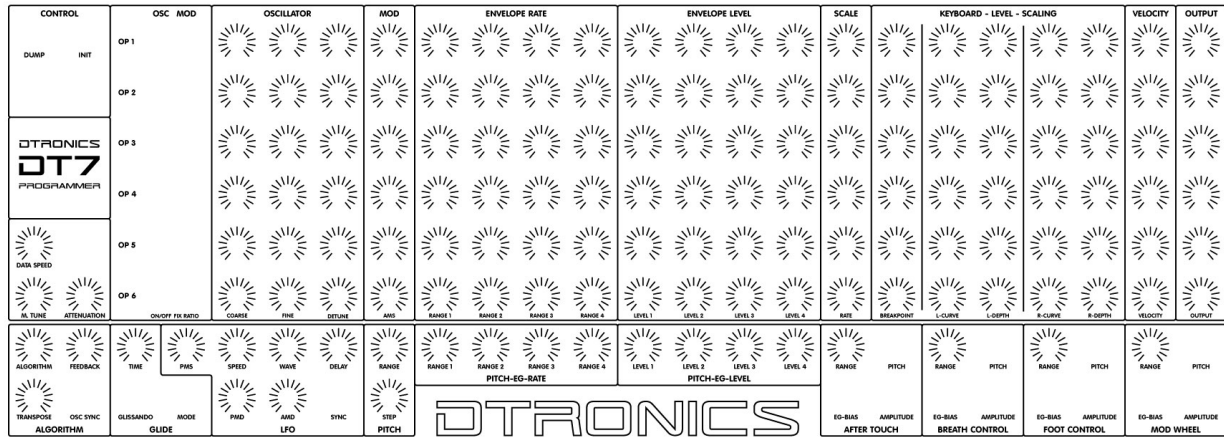 CONTROL OSC MOD OSCILLATOR MOD ENVELOPE RATE ENVELOPE LEVEL SCALE KEYBOARD - LEVEL - SCALING VELOCITY OUTPUT
OP 1
DUMP INIT
OP 2
DTRONICS OP 3
DT7
PROGRAMMER
OP 4
OP 5
DATA SPEED
OP 6
M. TUNE ATTENUATION ON/OFF FIX RATIO COARSE FINE DETUNE AMS RANGE 1 RANGE 2 RANGE 3 RANGE 4 LEVEL 1 LEVEL 2 LEVEL 3 LEVEL 4 RATE BREAKPOINT L-CURVE L-DEPTH R-CURVE R-DEPTH VELOCITY OUTPUT
ALGORITHM FEEDBACK TIME PMS SPEED WAVE DELAY RANGE RANGE 1 RANGE 2 RANGE 3 RANGE 4 LEVEL 1 LEVEL 2 LEVEL 3 LEVEL 4 RANGE PITCH RANGE PITCH RANGE PITCH RANGE PITCH
PITCH-EG-RATE PITCH-EG-LEVEL
DTRONICS
TRANSPOSE OSC SYNC GLISSANDO MODE PMD AMD SYNC STEP EG-BIAS AMPLITUDE EG-BIAS AMPLITUDE EG-BIAS AMPLITUDE EG-BIAS AMPLITUDE
ALGORITHM GLIDE LFO PITCH AFTER TOUCH BREATH CONTROL FOOT CONTROL MOD WHEEL